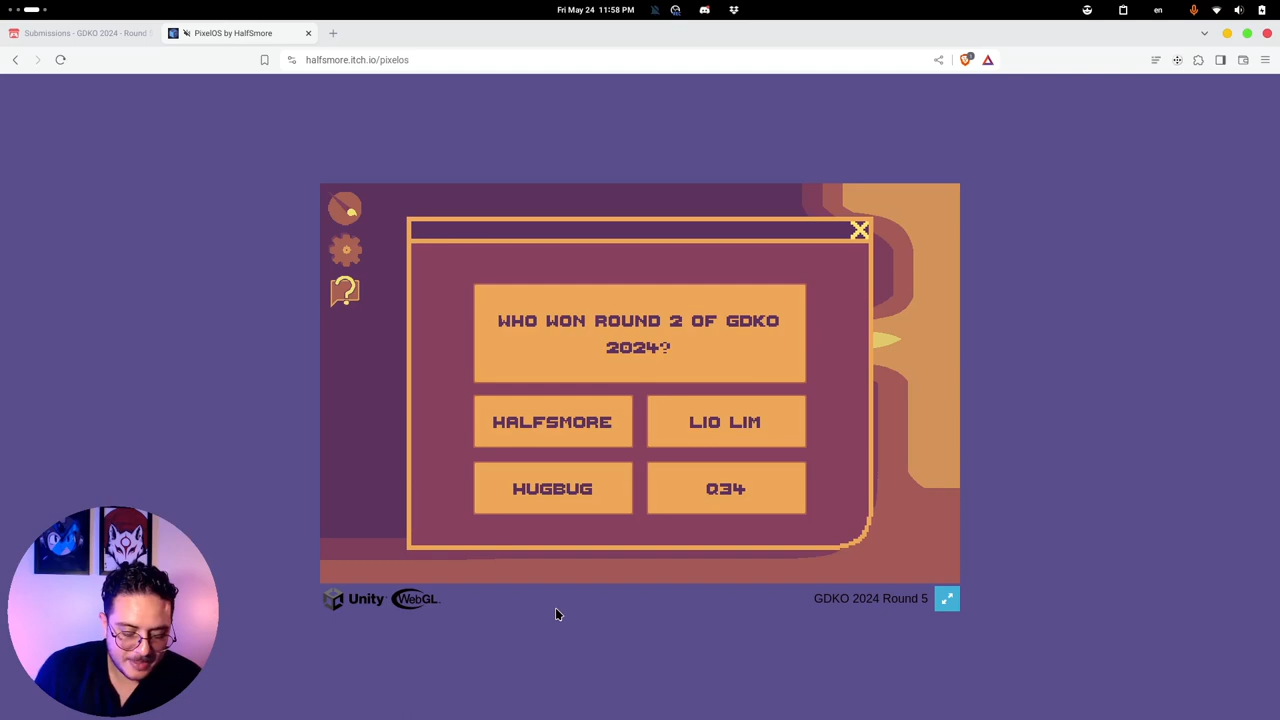 Fri May 24 11:58 PM
en
Submissions - GDKO 2024 - Round 5
PixelOS by HalfSmore
halfsmore.itch.io/pixelos
WHO WON ROUND 2 OF GDKO
2024?
HALFSMORE
LIO LIM
HUGBUG
Q34
Unity
WebGL
GDKO 2024 Round 5